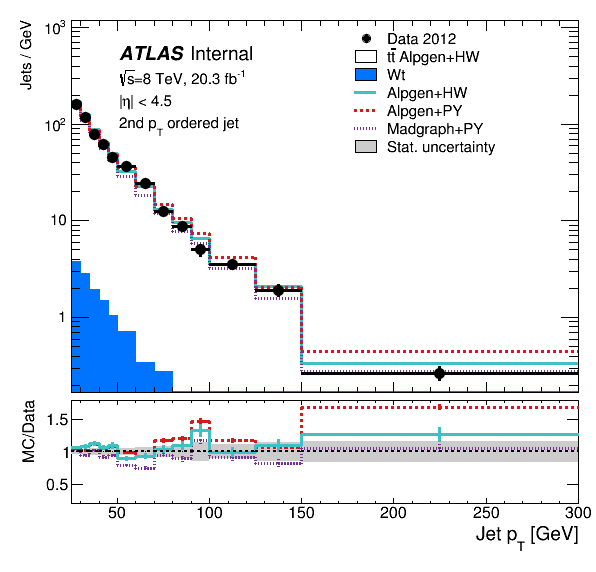 Jets / GeV
10³
10²
10
1
ATLAS Internal
√s=8 TeV, 20.3 fb⁻¹
|η| < 4.5
2nd p_T ordered jet
Data 2012
tt̅ Alpgen+HW
Wt
Alpgen+HW
Alpgen+PY
Madgraph+PY
Stat. uncertainty
MC/Data
1.5
1
0.5
50 100 150 200 250 300
Jet p_T [GeV]